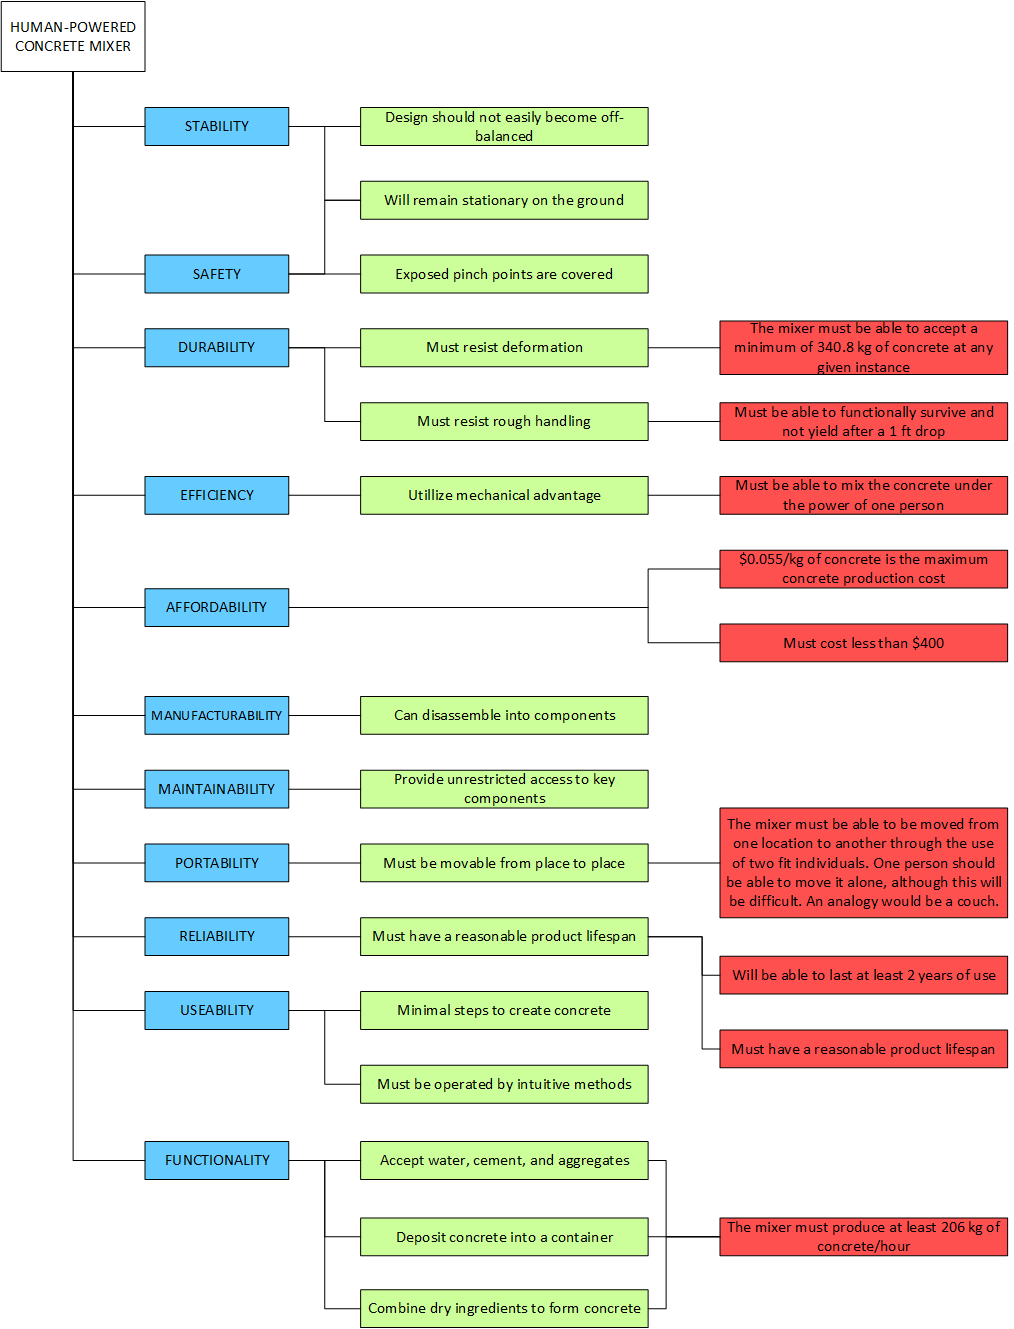 HUMAN-POWERED
CONCRETE MIXER
STABILITY
Design should not easily become off-
balanced
Will remain stationary on the ground
SAFETY
Exposed pinch points are covered
DURABILITY
Must resist deformation
The mixer must be able to accept a
minimum of 340.8 kg of concrete at any
given instance
Must resist rough handling
Must be able to functionally survive and
not yield after a 1 ft drop
EFFICIENCY
Utillize mechanical advantage
Must be able to mix the concrete under
the power of one person
AFFORDABILITY
$0.055/kg of concrete is the maximum
concrete production cost
Must cost less than $400
MANUFACTURABILITY
Can disassemble into components
MAINTAINABILITY
Provide unrestricted access to key
components
PORTABILITY
Must be movable from place to place
The mixer must be able to be moved from
one location to another through the use
of two fit individuals. One person should
be able to move it alone, although this will
be difficult. An analogy would be a couch.
RELIABILITY
Must have a reasonable product lifespan
Will be able to last at least 2 years of use
Must have a reasonable product lifespan
USEABILITY
Minimal steps to create concrete
Must be operated by intuitive methods
FUNCTIONALITY
Accept water, cement, and aggregates
Deposit concrete into a container
Combine dry ingredients to form concrete
The mixer must produce at least 206 kg of
concrete/hour